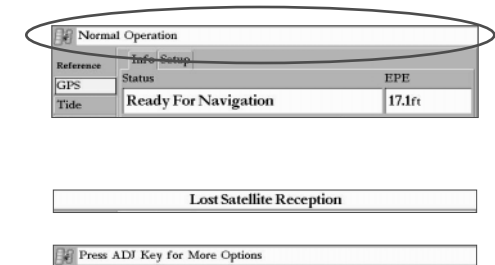 Normal Operation
Reference
Info Setup
Status EPE
GPS
Ready For Navigation 17.1ft
Tide
Lost Satellite Reception
Press ADJ Key for More Options